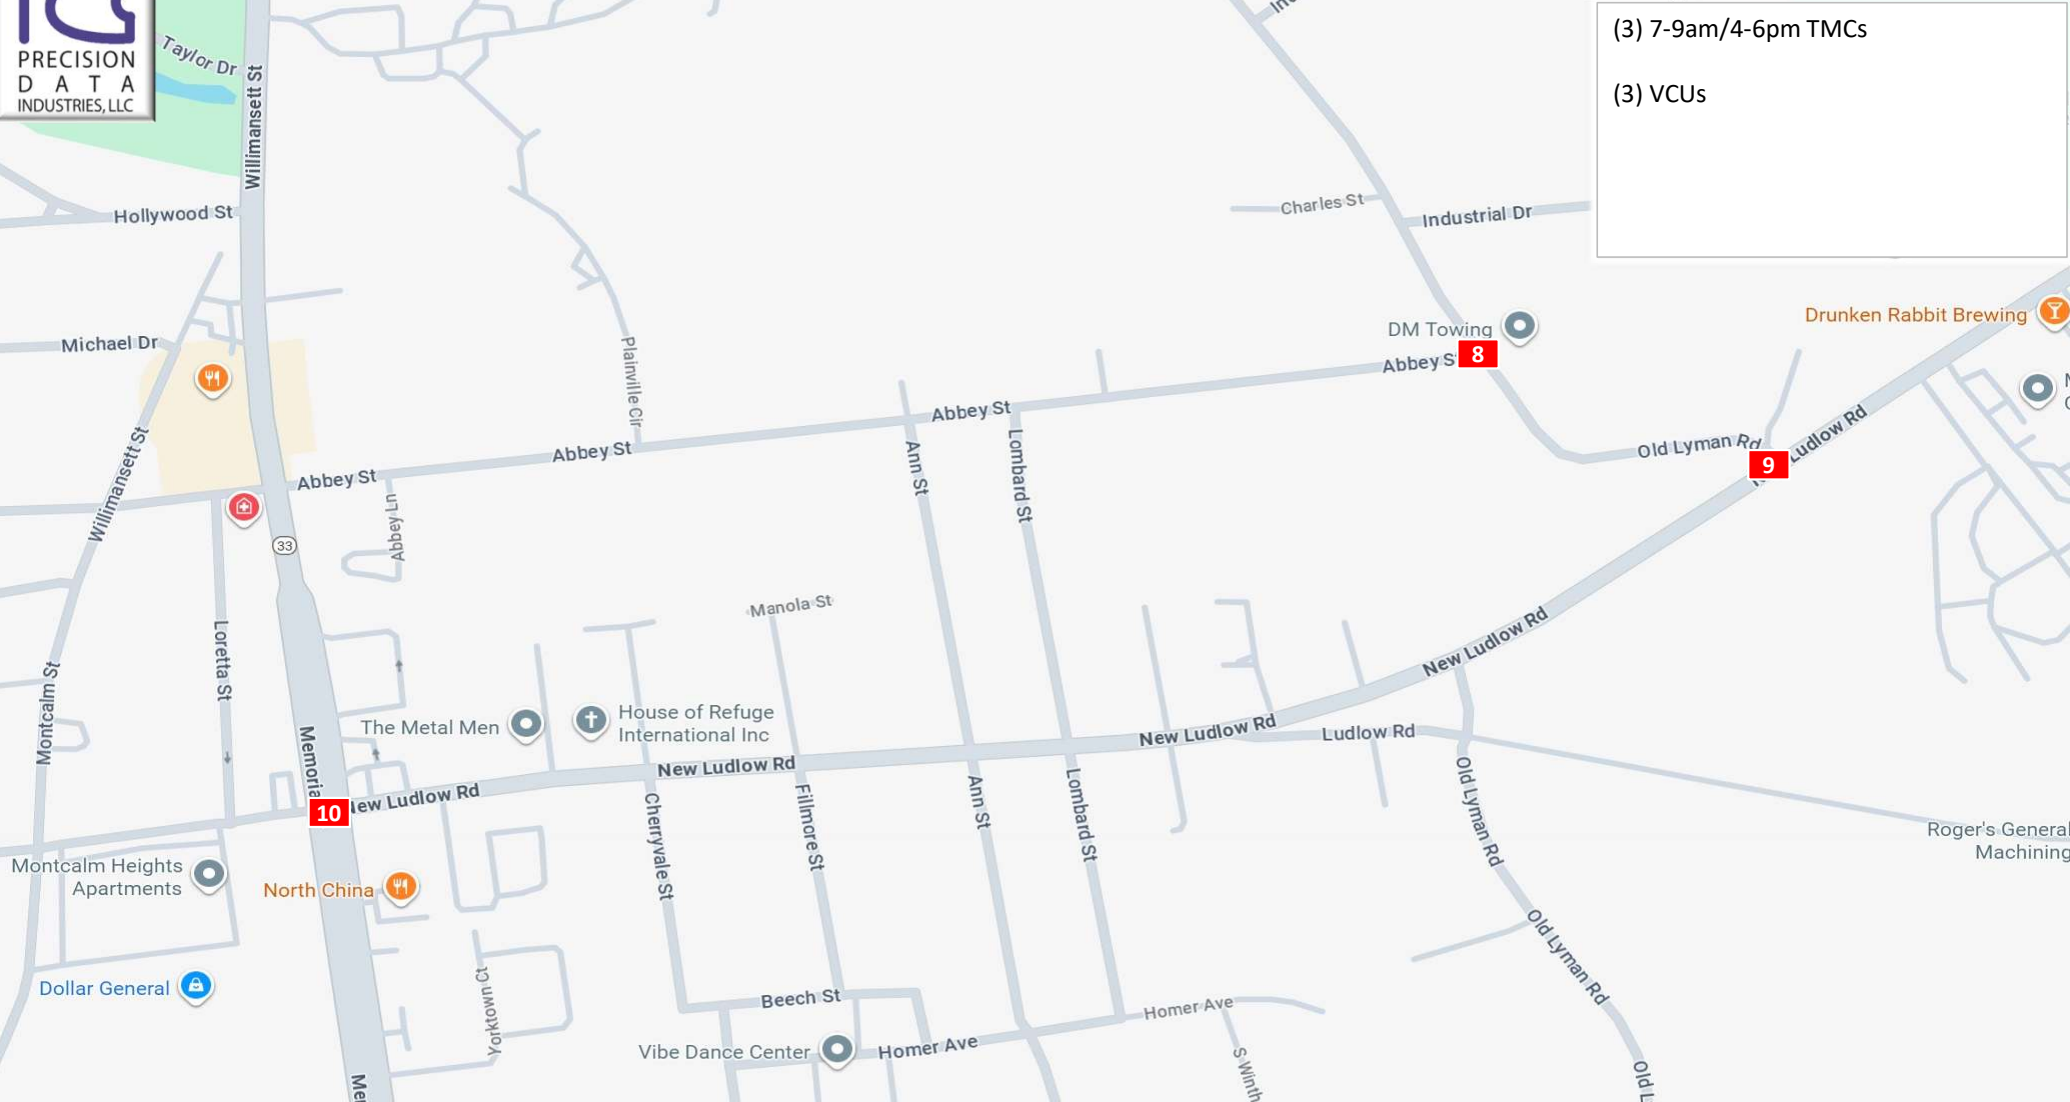 PRECISION
D A T A
INDUSTRIES, LLC
(3) 7-9am/4-6pm TMCs
(3) VCUs
Taylor Dr
Willimansett St
Hollywood St
Charles St
Industrial Dr
Michael Dr
DM Towing
Drunken Rabbit Brewing
8
Abbey S
Plainville Cir
Abbey St
Abbey St
Abbey St
Old Lyman Rd
Ludlow Rd
9
Willimansett St
Ann St
Lombard St
Abbey Ln
33
Manola St
Loretta St
New Ludlow Rd
Montcalm St
The Metal Men
House of Refuge
International Inc
New Ludlow Rd
Ludlow Rd
New Ludlow Rd
Memoria
New Ludlow Rd
10
Old Lyman Rd
Cherryvale St
Fillmore St
Ann St
Lombard St
Roger's General
Machining
Montcalm Heights
Apartments
North China
Old Lyman Rd
Dollar General
Yorktown Ct
Beech St
Homer Ave
Vibe Dance Center
Homer Ave
S Winth
Old L
Me